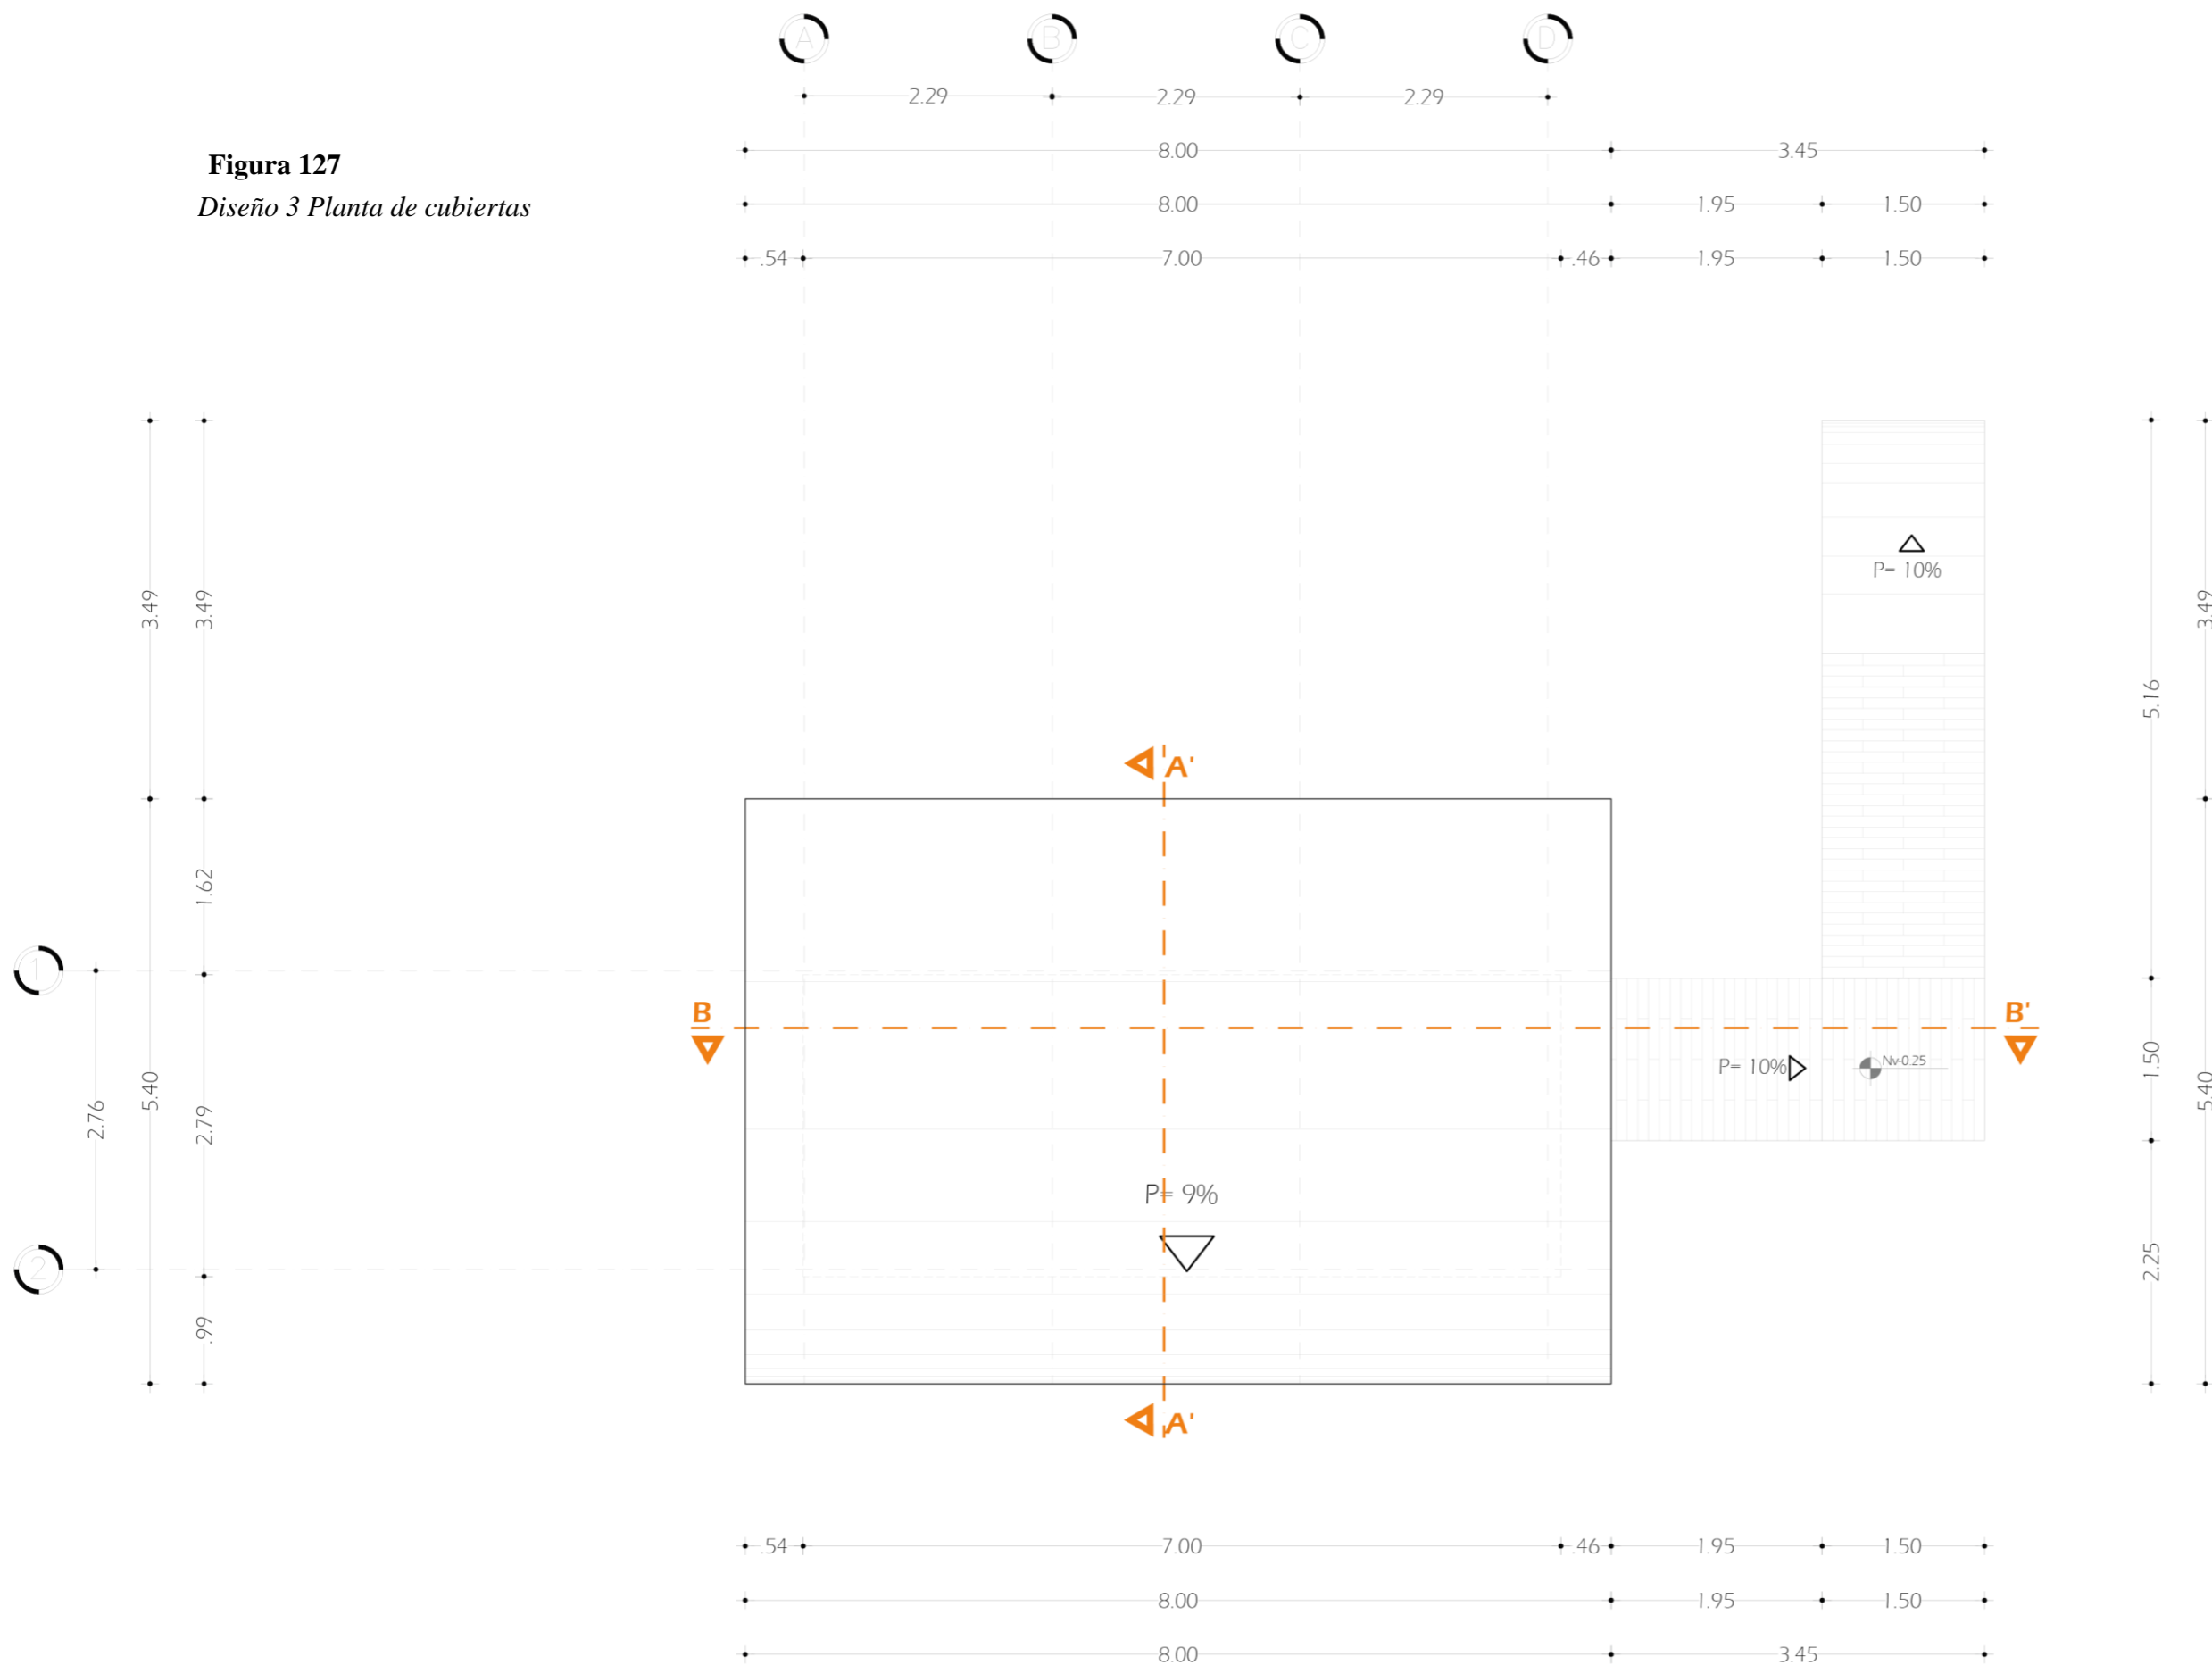 A B C D
2.29 2.29 2.29
8.00 3.45
Figura 127
Diseño 3 Planta de cubiertas
8.00 1.95 1.50
.54 7.00 .46 1.95 1.50
P= 10%
3.49 3.49 3.49
5.16
A'
1.62
1
B B'
P= 10% Nv-0.25
1.50
5.40 5.40
2.76 2.79
P= 9%
2.25
2
.99
A'
.54 7.00 .46 1.95 1.50
8.00 1.95 1.50
8.00 3.45